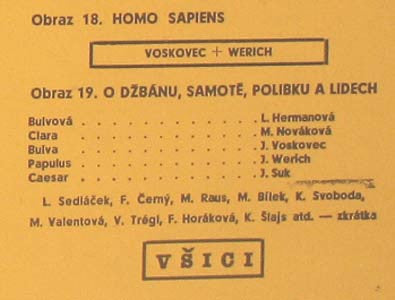 Obraz 18. HOMO SAPIENS
VOSKOVEC + WERICH
Obraz 19. O DŽBÁNU, SAMOTĚ, POLIBKU A LIDECH
Bulvová . . . . . . . . . . L. Hermanová
Clara . . . . . . . . . . M. Nováková
Bulva . . . . . . . . . . J. Voskovec
Papulus . . . . . . . . . . J. Werich
Caesar . . . . . . . . . . J. Suk
L. Sedláček, F. Černý, M. Raus, M. Bílek, K. Svoboda,
M. Valentová, V. Trégl, F. Horáková, K. Šlajs atd. — zkrátka
VŠICI